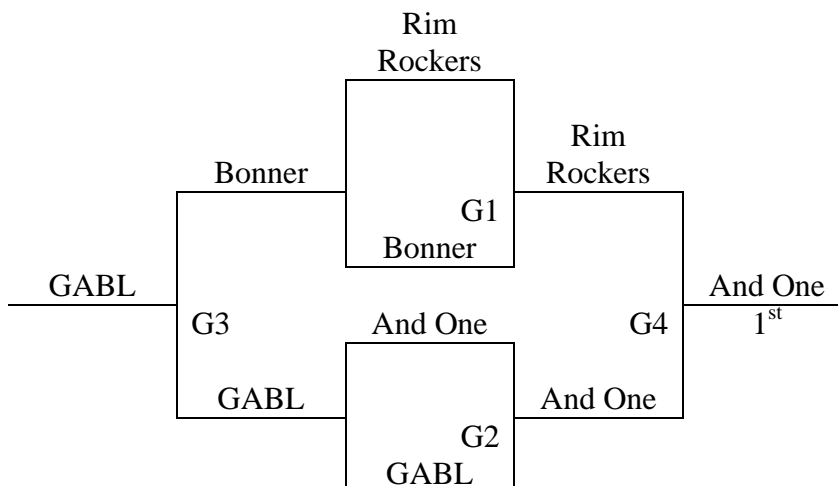 Rim
Rockers
Rim
Bonner
Rockers
G1
Bonner
GABL
And One
G3
And One
G4
1st
GABL
And One
G2
GABL